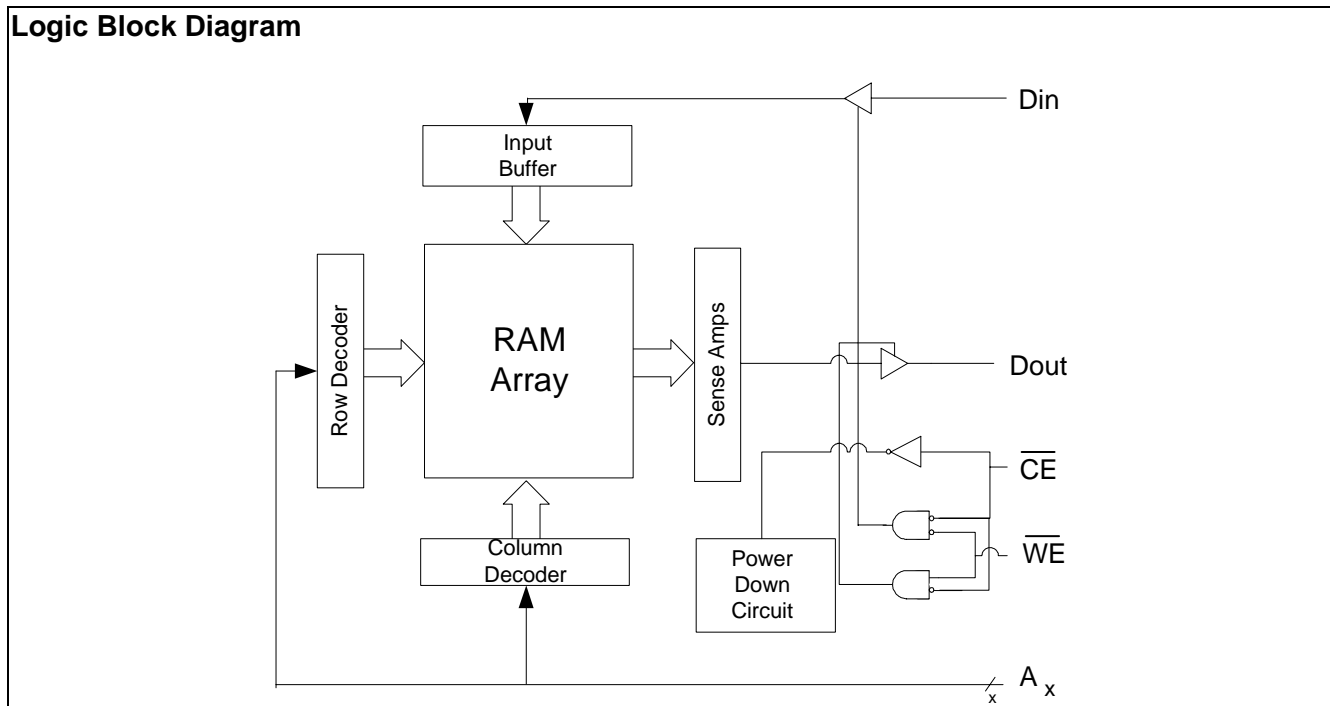 Logic Block Diagram
Din
Input
Buffer
Row Decoder
RAM
Array
Sense Amps
Dout
CE
WE
Column
Decoder
Power
Down
Circuit
A x
x